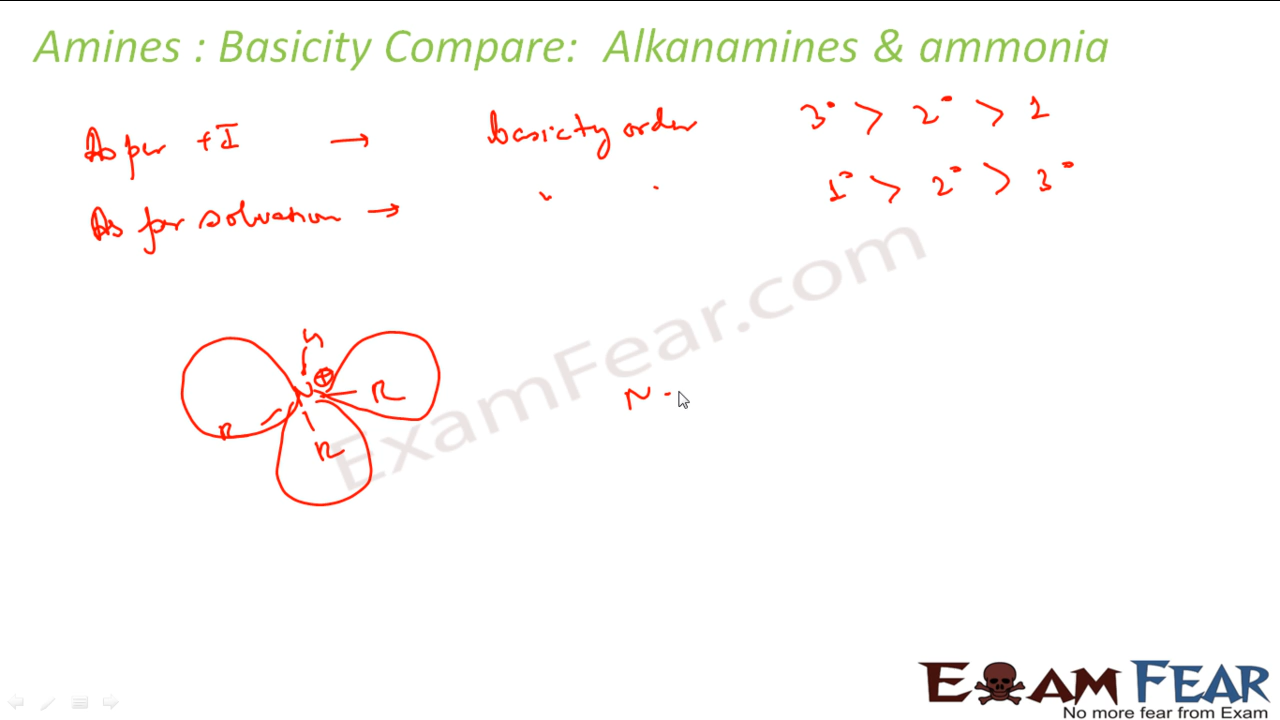 Amines : Basicity Compare: Alkanamines & ammonia
As per +I → basicty order 3° > 2° > 1
As per solvation → " " 1° > 2° > 3°
H
⊕
N R
R
R
N -
ExamFear.com
EXAM FEAR
No more fear from Exam